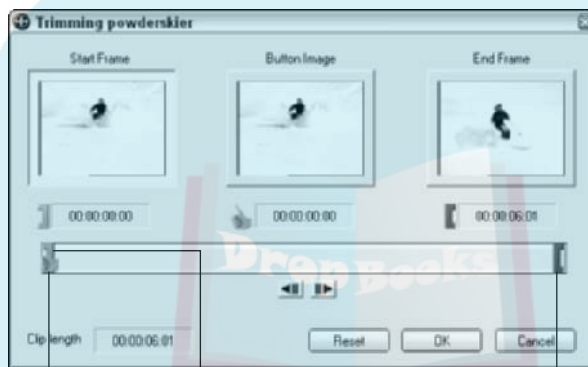 Trimming powderskier
Start Frame
Button Image
End Frame
00:00:00:00
00:00:00:00
00:00:06:01
DropBooks
Clip length
00:00:06:01
Reset
OK
Cancel